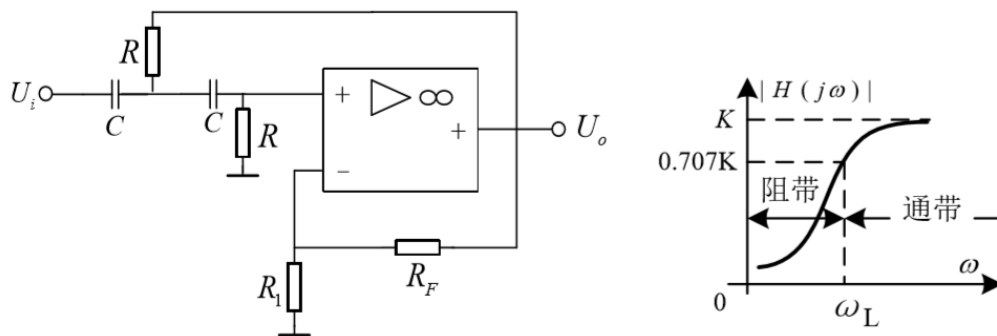 R
U_i
C
C
R
+
▷ ∞
+
−
U_o
R_1
R_F
|H(jω)|
K
0.707K
阻带
通带
0
ω_L
ω